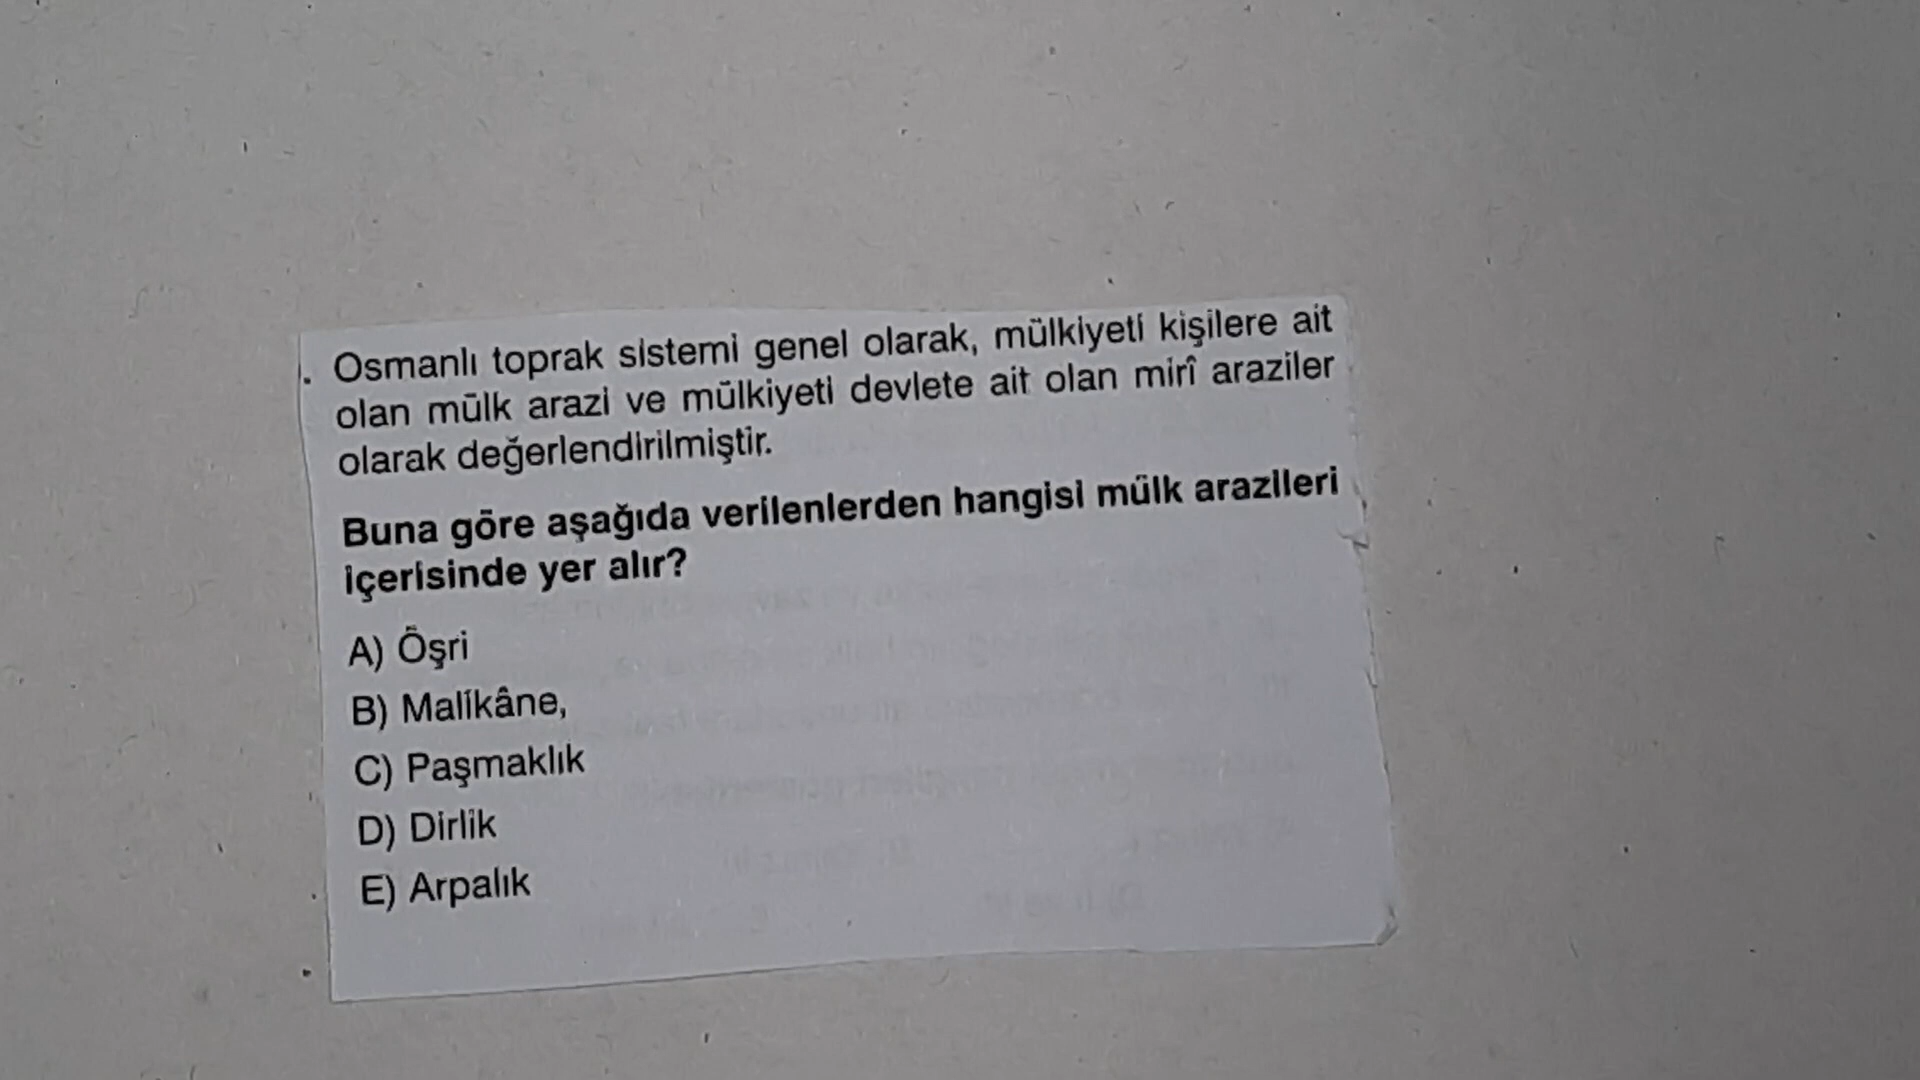 . Osmanlı toprak sistemi genel olarak, mülkiyeti kişilere ait
olan mülk arazi ve mülkiyeti devlete ait olan mirî araziler
olarak değerlendirilmiştir.
Buna göre aşağıda verilenlerden hangisi mülk arazileri
içerisinde yer alır?
A) Öşri
B) Malikâne,
C) Paşmaklık
D) Dirlik
E) Arpalık